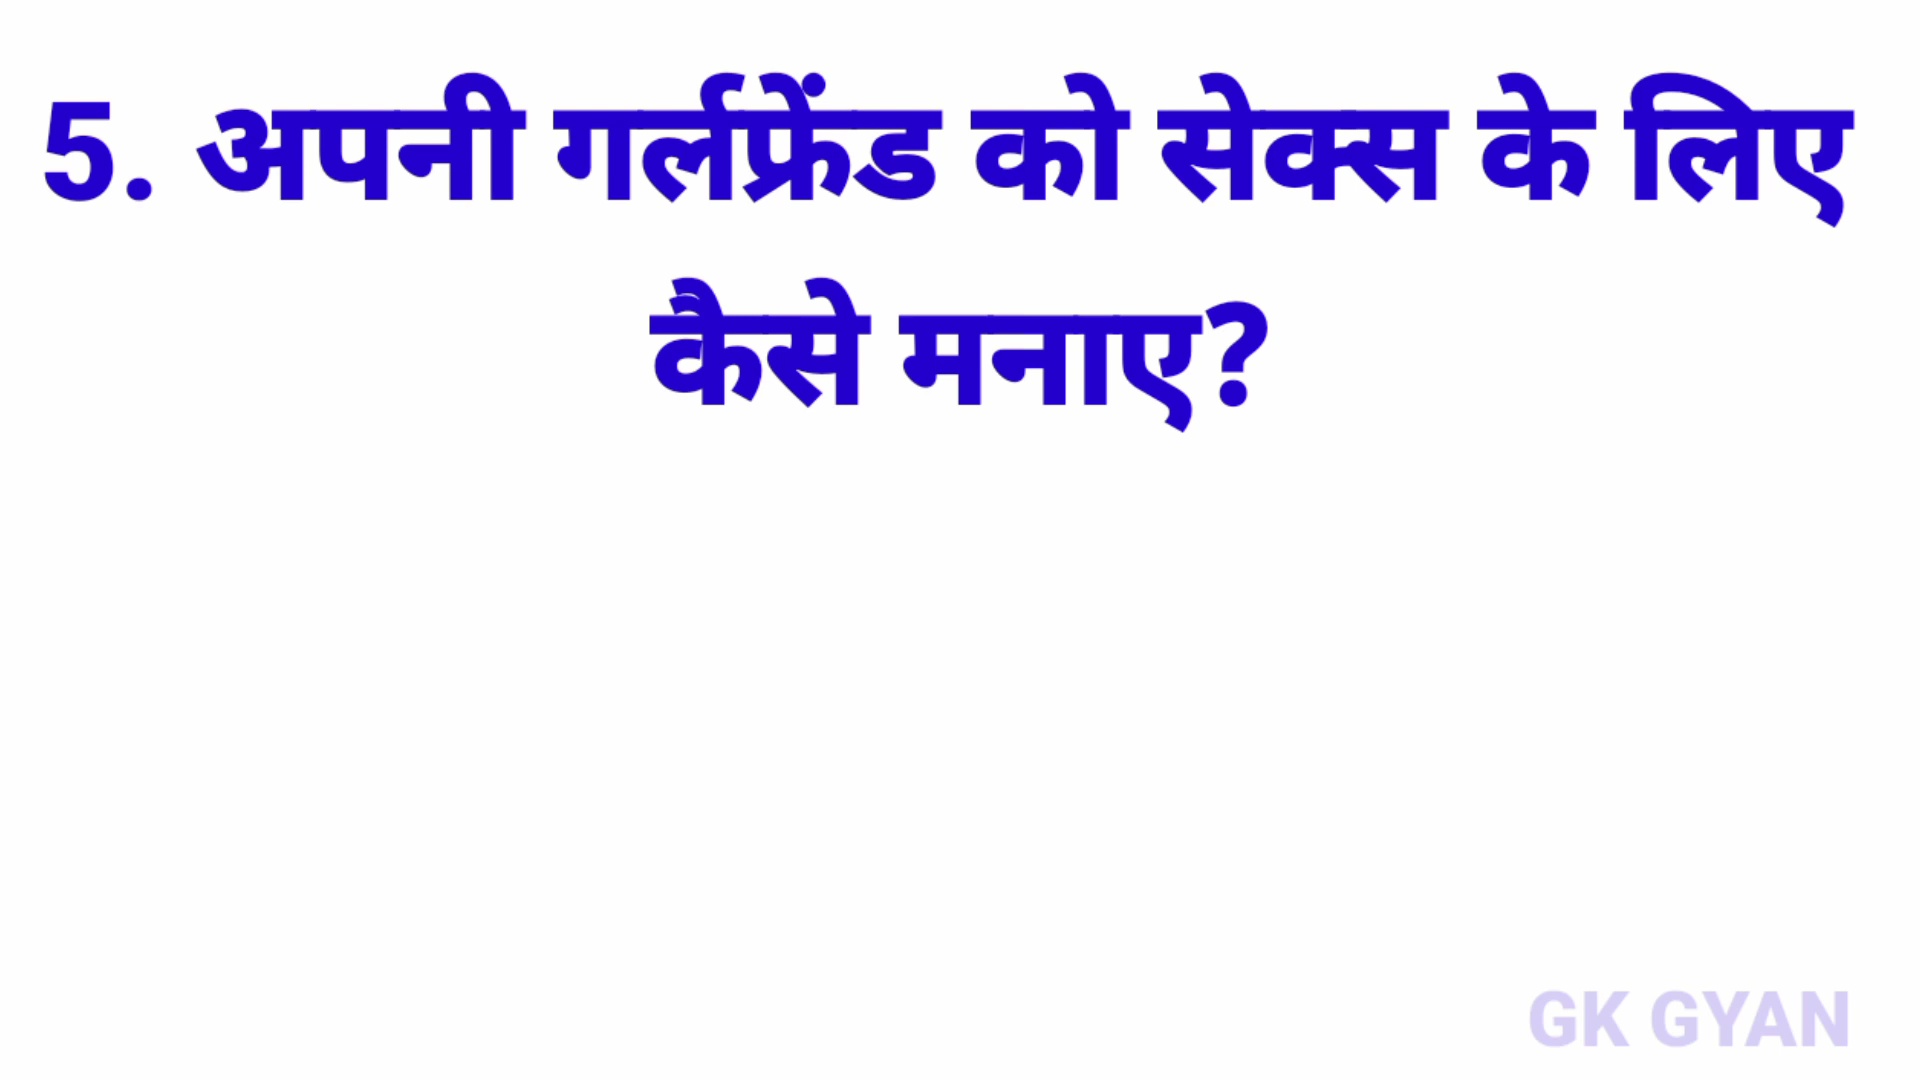 5. अपनी गर्लफ्रेंड को सेक्स के लिए
कैसे मनाए?
GK GYAN